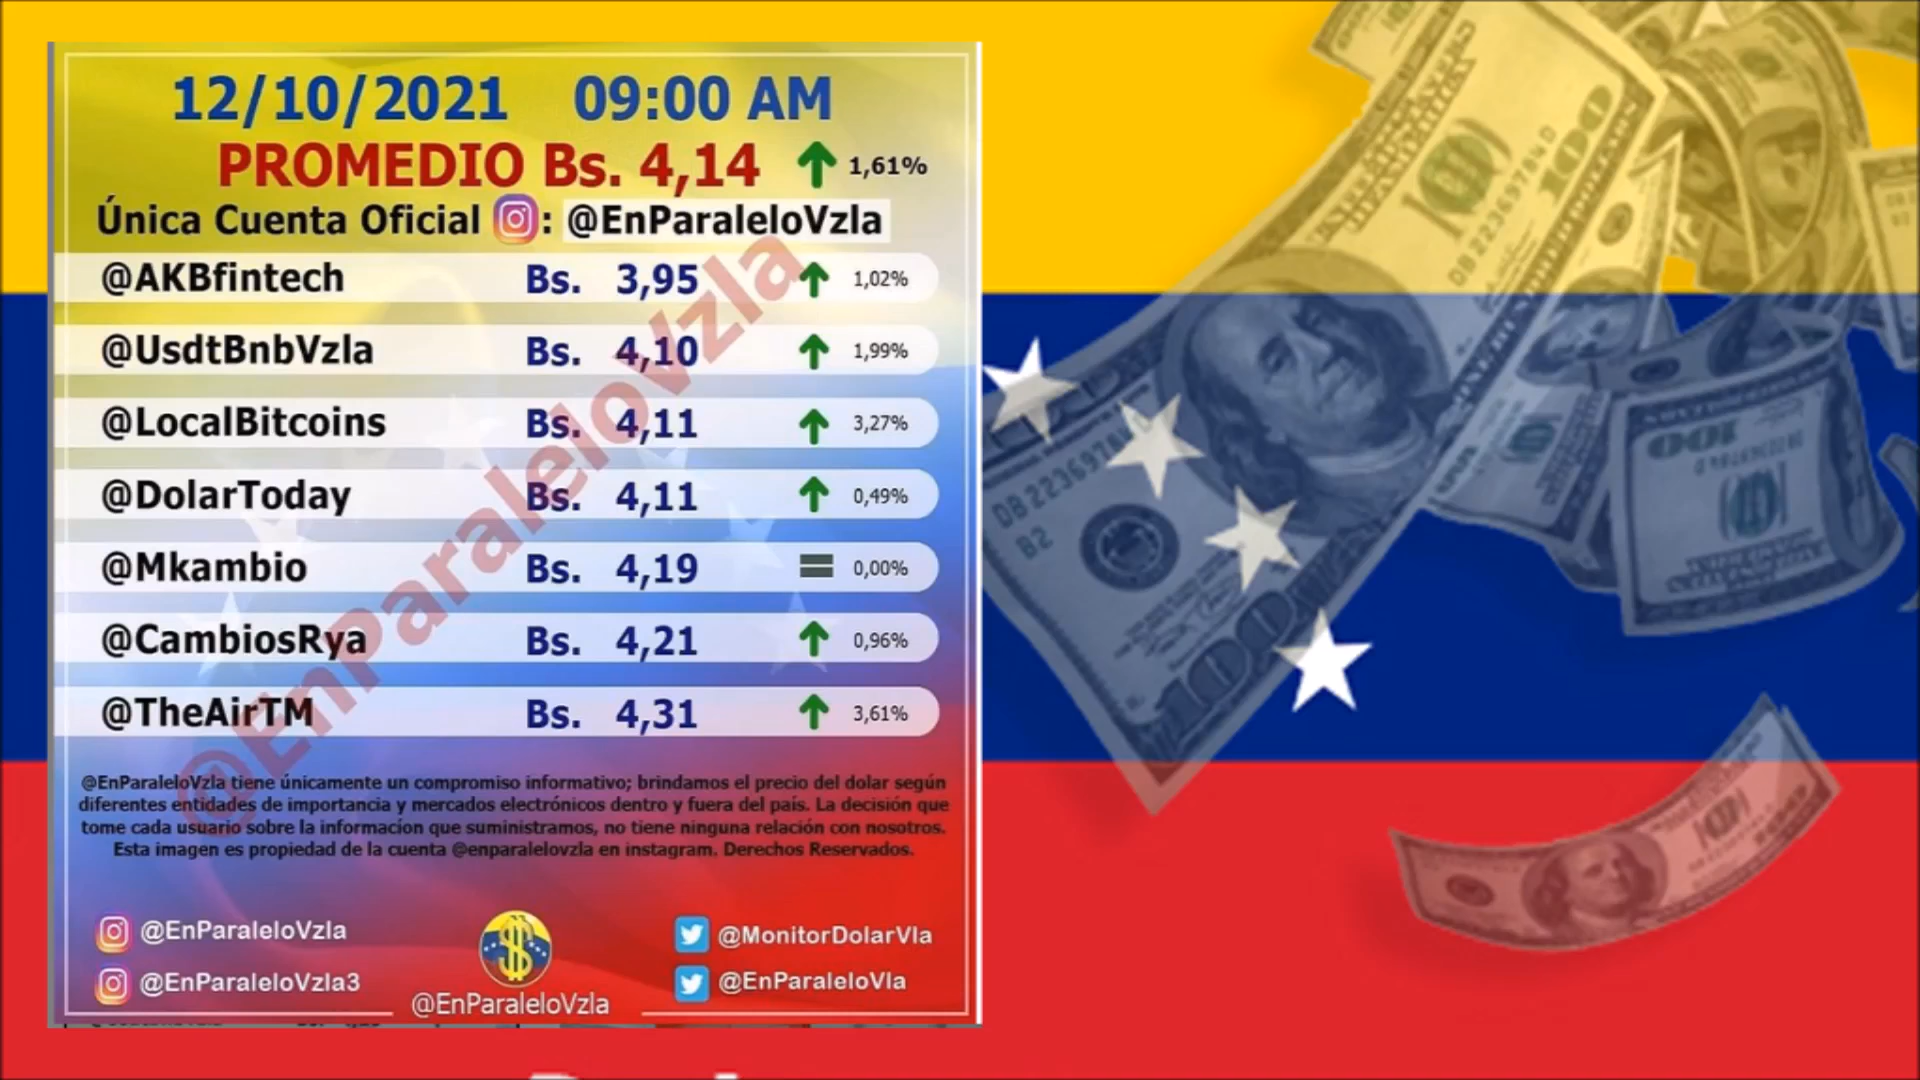 12/10/2021 09:00 AM
PROMEDIO Bs. 4,14 1,61%
Única Cuenta Oficial : @EnParaleloVzla
@AKBfintech Bs. 3,95 1,02%
@UsdtBnbVzla Bs. 4,10 1,99%
@LocalBitcoins Bs. 4,11 3,27%
@DolarToday Bs. 4,11 0,49%
@Mkambio Bs. 4,19 0,00%
@CambiosRya Bs. 4,21 0,96%
@TheAirTM Bs. 4,31 3,61%
@EnParaleloVzla
@EnParaleloVzla tiene únicamente un compromiso informativo; brindamos el precio del dolar según
diferentes entidades de importancia y mercados electrónicos dentro y fuera del país. La decisión que
tome cada usuario sobre la informacion que suministramos, no tiene ninguna relación con nosotros.
Esta imagen es propiedad de la cuenta @enparalelovzla en instagram. Derechos Reservados.
@EnParaleloVzla
@EnParaleloVzla3
@EnParaleloVzla
@MonitorDolarVla
@EnParaleloVla
100
100
100
100